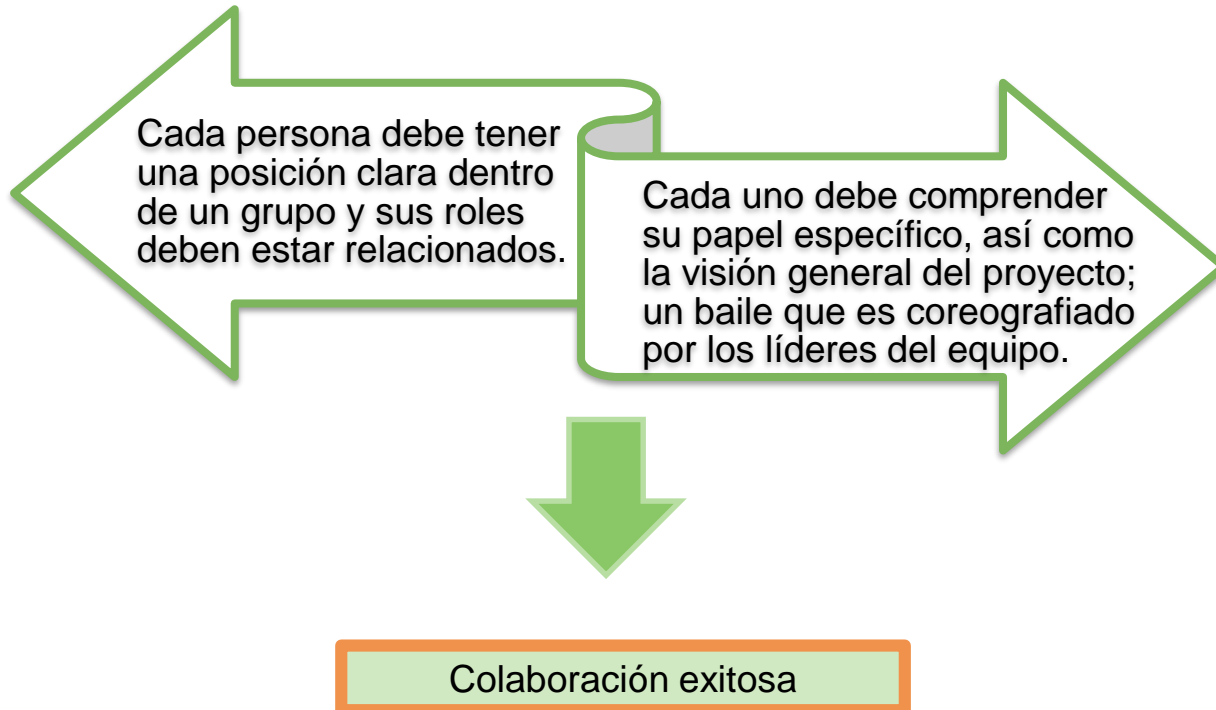 Cada persona debe tener
una posición clara dentro
de un grupo y sus roles
deben estar relacionados.
Cada uno debe comprender
su papel específico, así como
la visión general del proyecto;
un baile que es coreografiado
por los líderes del equipo.
Colaboración exitosa